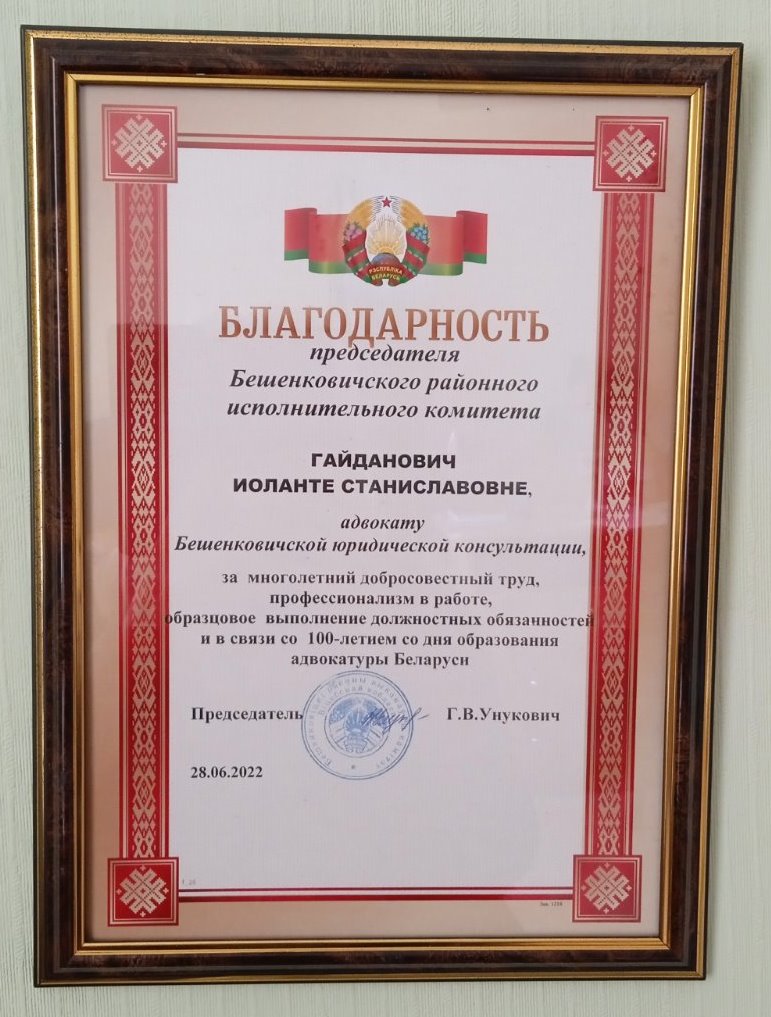 РЭСПУБЛІКА
БЕЛАРУСЬ
БЛАГОДАРНОСТЬ
председателя
Бешенковичского районного
исполнительного комитета
ГАЙДАНОВИЧ
ИОЛАНТЕ СТАНИСЛАВОВНЕ,
адвокату
Бешенковичской юридической консультации,
за многолетний добросовестный труд,
профессионализм в работе,
образцовое выполнение должностных обязанностей
и в связи со 100-летием со дня образования
адвокатуры Беларуси
Председатель Г.В.Унукович
28.06.2022